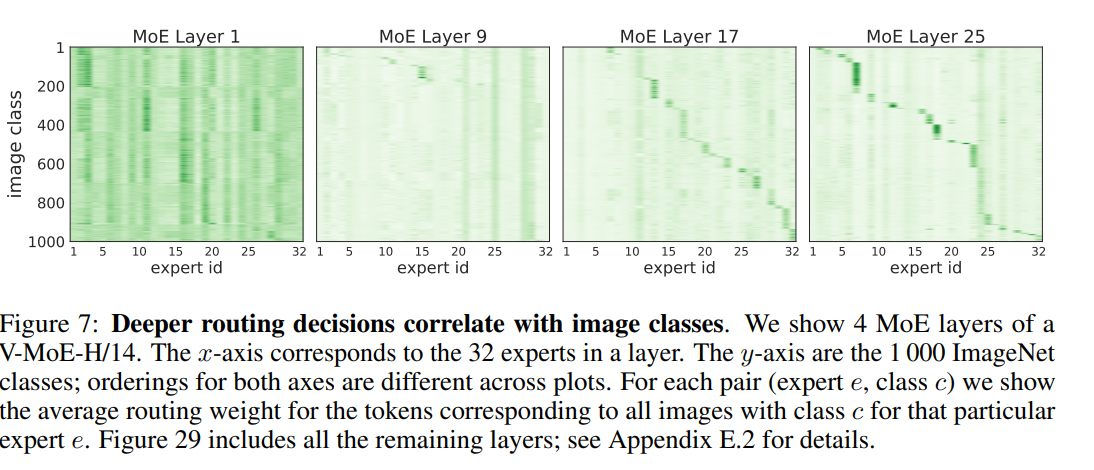 MoE Layer 1 MoE Layer 9 MoE Layer 17 MoE Layer 25
image class
1
200
400
600
800
1000
1 5 10 15 20 25 32 1 5 10 15 20 25 32 1 5 10 15 20 25 32 1 5 10 15 20 25 32
expert id expert id expert id expert id
Figure 7: Deeper routing decisions correlate with image classes. We show 4 MoE layers of a
V-MoE-H/14. The x-axis corresponds to the 32 experts in a layer. The y-axis are the 1 000 ImageNet
classes; orderings for both axes are different across plots. For each pair (expert e, class c) we show
the average routing weight for the tokens corresponding to all images with class c for that particular
expert e. Figure 29 includes all the remaining layers; see Appendix E.2 for details.